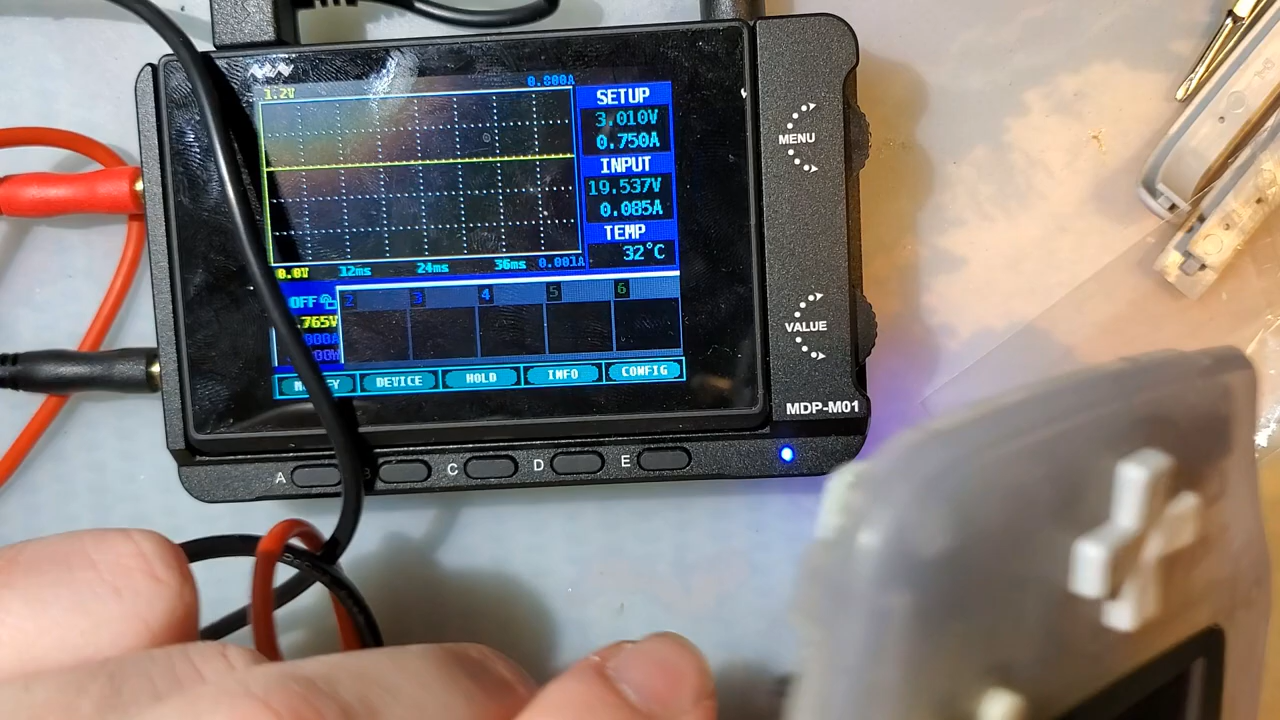 1.2V
0.800A
SETUP
3.010V
0.750A
INPUT
19.537V
0.085A
TEMP
32°C
0.0V 12ms 24ms 36ms 0.001A
OFF 2 3 4 5 6
DEVICE HOLD INFO CONFIG
MENU
VALUE
MDP-M01
A C D E